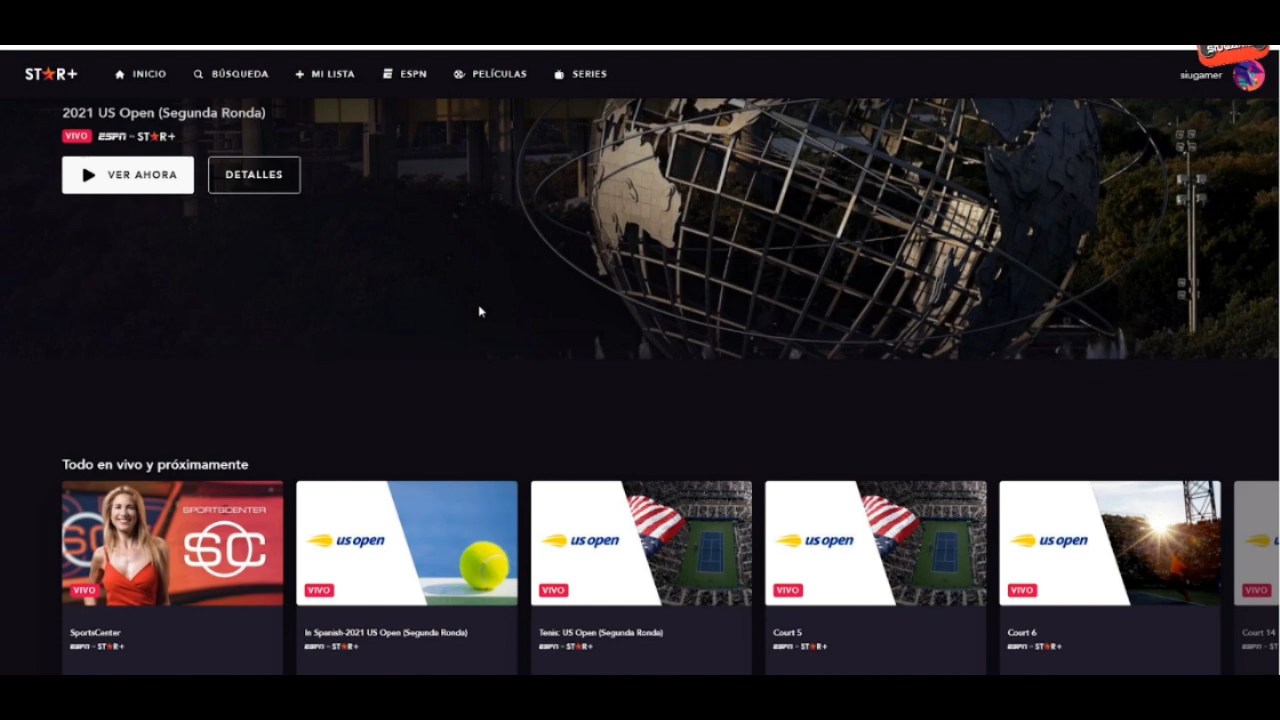 ST★R+
INICIO
BÚSQUEDA
MI LISTA
ESPN
PELÍCULAS
SERIES
siugamer
2021 US Open (Segunda Ronda)
VIVO ESPN - ST★R+
VER AHORA
DETALLES
Todo en vivo y próximamente
SPORTSCENTER
SC
VIVO
us open
VIVO
us open
VIVO
us open
VIVO
us open
VIVO
VIVO
SportsCenter
ESPN - ST★R+
In Spanish-2021 US Open (Segunda Ronda)
ESPN - ST★R+
Tenis: US Open (Segunda Ronda)
ESPN - ST★R+
Court 5
ESPN - ST★R+
Court 6
ESPN - ST★R+
Court 14
ESPN - ST